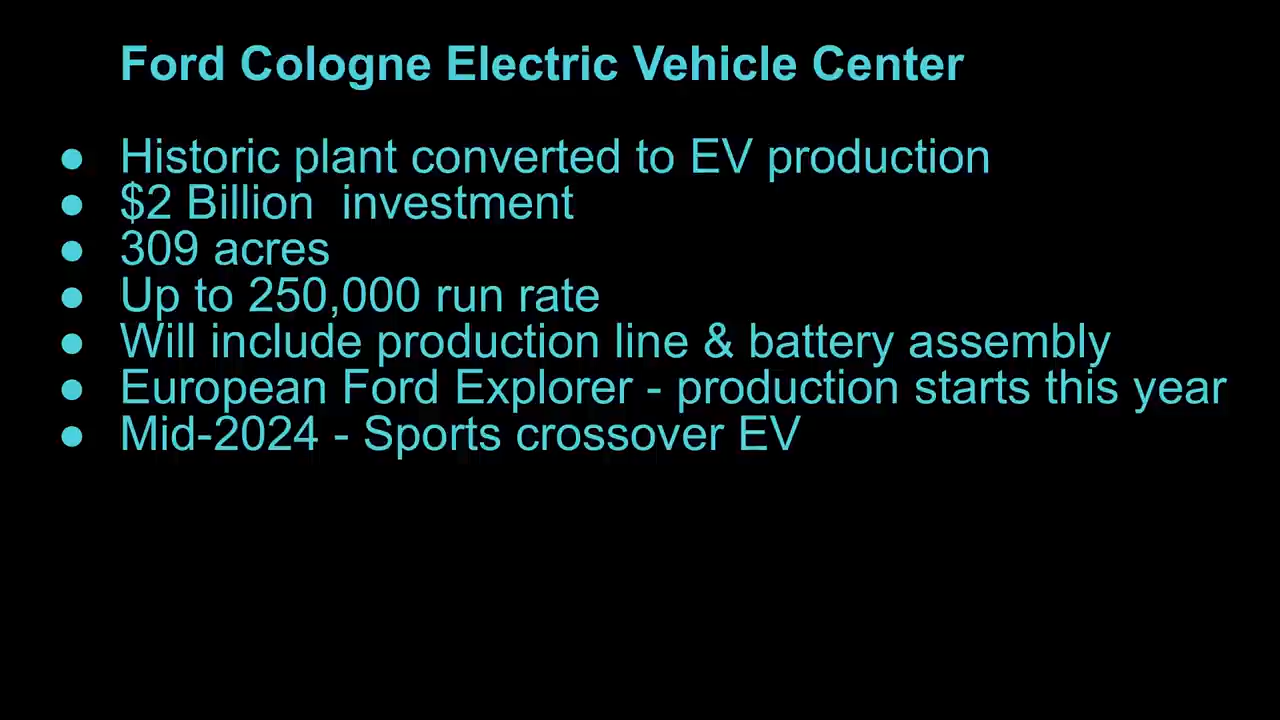 Ford Cologne Electric Vehicle Center
● Historic plant converted to EV production
● $2 Billion  investment
● 309 acres
● Up to 250,000 run rate
● Will include production line & battery assembly
● European Ford Explorer - production starts this year
● Mid-2024 - Sports crossover EV